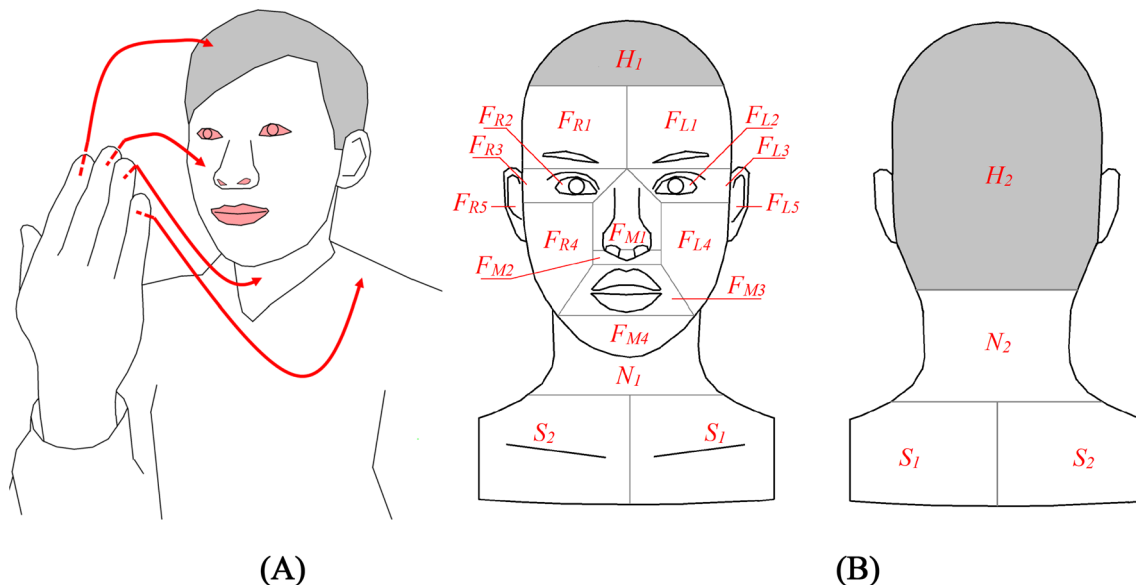 H1
FR1 FL1
FR2 FL2
FR3 FL3
FR5 FL5
FR4 FM1 FL4
FM2
FM3
FM4
N1
S2 S1
H2
N2
S1 S2
(A) (B)